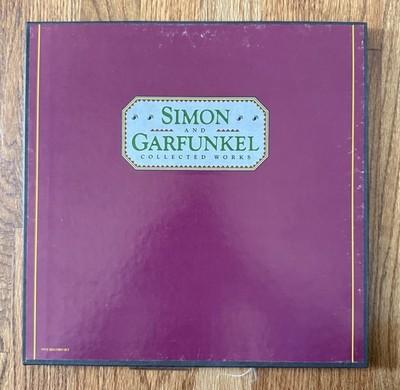 SIMON
AND
GARFUNKEL
COLLECTED WORKS